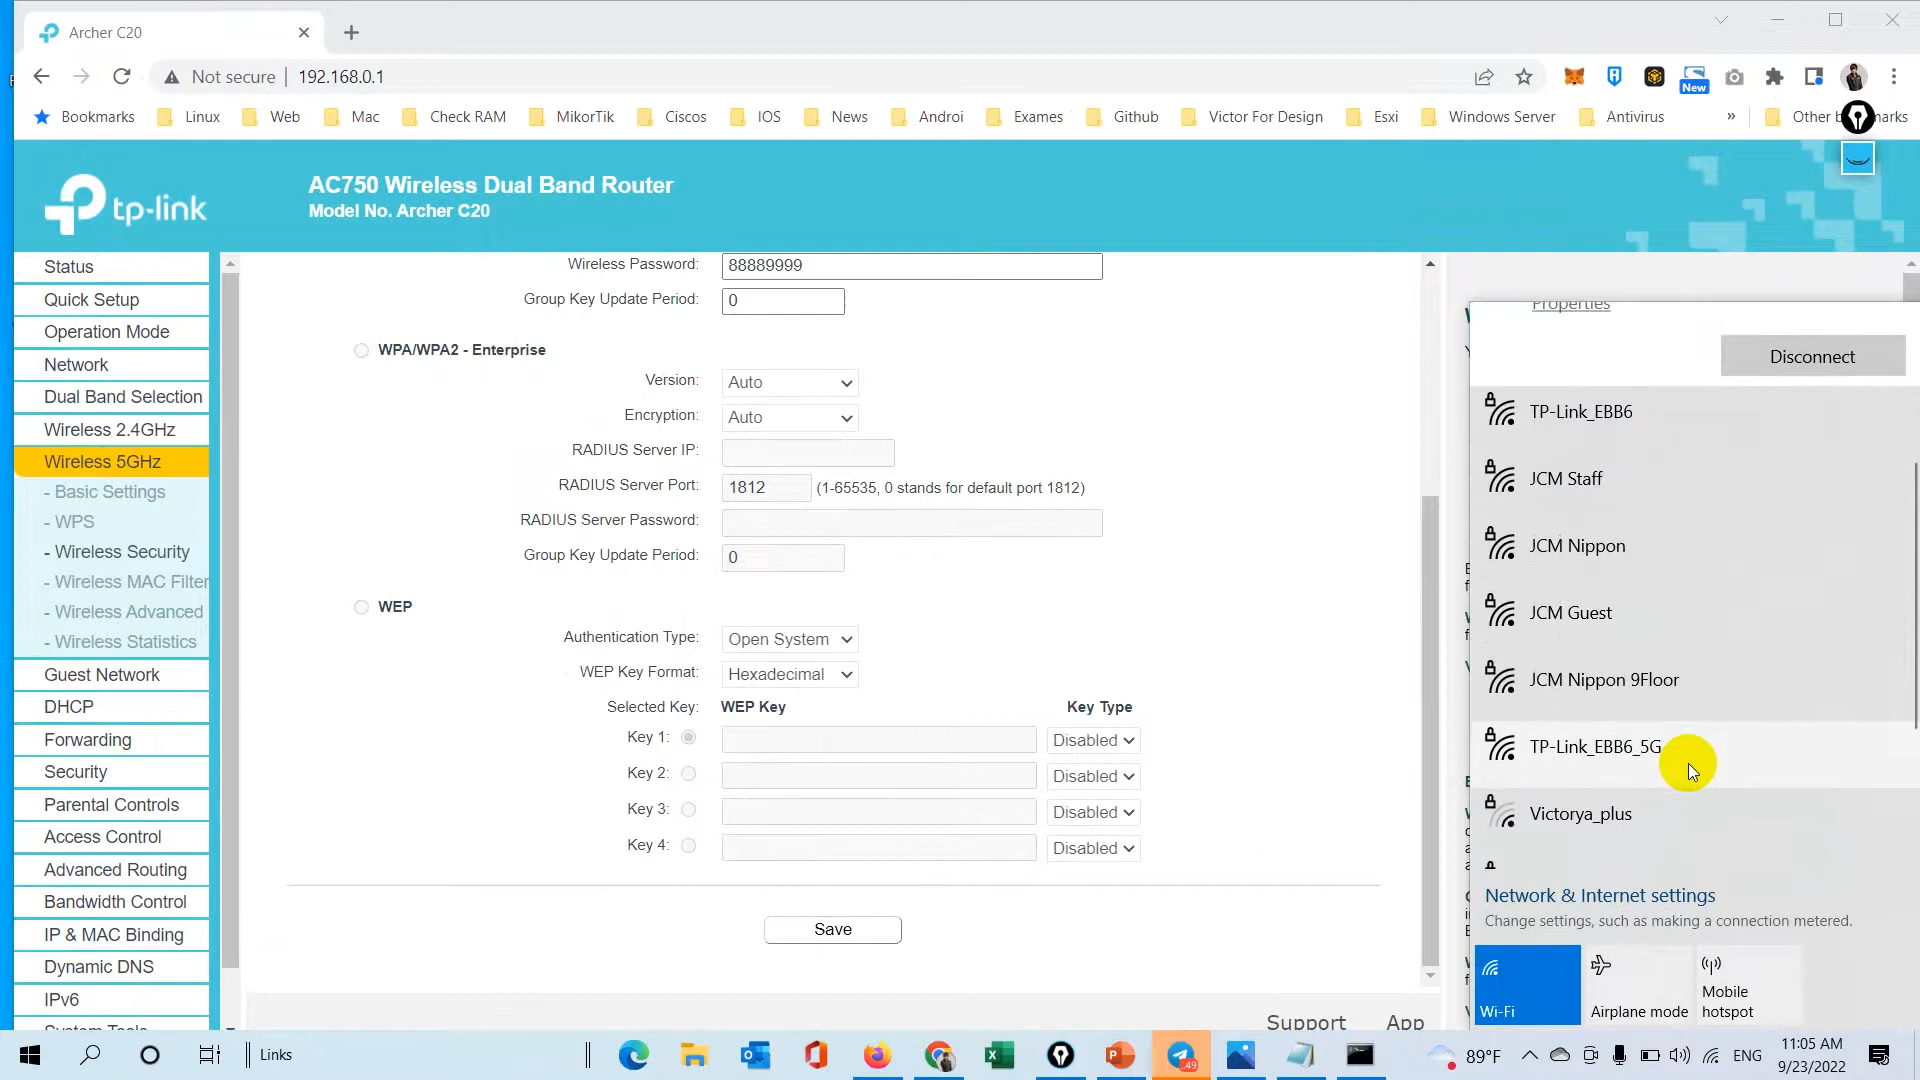 Archer C20
Not secure
192.168.0.1
New
Bookmarks
Linux
Web
Mac
Check RAM
MikorTik
Ciscos
IOS
News
Androi
Exames
Github
Victor For Design
Esxi
Windows Server
Antivirus
»
tp-link
AC750 Wireless Dual Band Router
Model No. Archer C20
Status
Quick Setup
Operation Mode
Network
Dual Band Selection
Wireless 2.4GHz
Wireless 5GHz
- Basic Settings
- WPS
- Wireless Security
- Wireless MAC Filter
- Wireless Advanced
- Wireless Statistics
Guest Network
DHCP
Forwarding
Security
Parental Controls
Access Control
Advanced Routing
Bandwidth Control
IP & MAC Binding
Dynamic DNS
IPv6
System Tools
Wireless Password: 88889999
Group Key Update Period: 0
WPA/WPA2 - Enterprise
Version: Auto
Encryption: Auto
RADIUS Server IP:
RADIUS Server Port: 1812 (1-65535, 0 stands for default port 1812)
RADIUS Server Password:
Group Key Update Period: 0
WEP
Authentication Type: Open System
WEP Key Format: Hexadecimal
Selected Key: WEP Key Key Type
Key 1: Disabled
Key 2: Disabled
Key 3: Disabled
Key 4: Disabled
Save
Support App
Properties
Disconnect
TP-Link_EBB6
JCM Staff
JCM Nippon
JCM Guest
JCM Nippon 9Floor
TP-Link_EBB6_5G
Victorya_plus
Network & Internet settings
Change settings, such as making a connection metered.
Wi-Fi
Airplane mode
Mobile
hotspot
Links
49
89°F
ENG
11:05 AM
9/23/2022